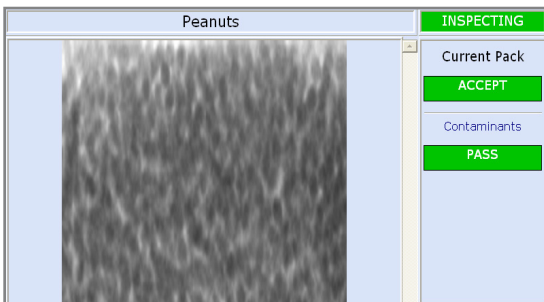 Peanuts
INSPECTING
Current Pack
ACCEPT
Contaminants
PASS